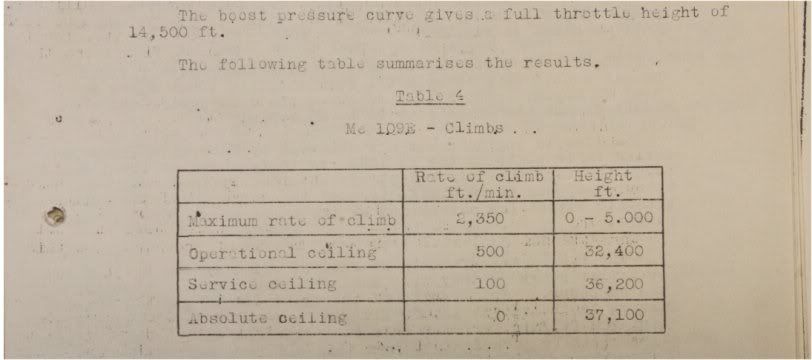 The boost pressure curve gives a full throttle height of
14,500 ft.
The following table summarises the results.
Table 4
Me 109E - Climbs
Rate of climb ft./min. Height ft.
Maximum rate of climb 2,350 0 - 5.000
Operational ceiling 500 32,400
Service ceiling 100 36,200
Absolute ceiling 0 37,100